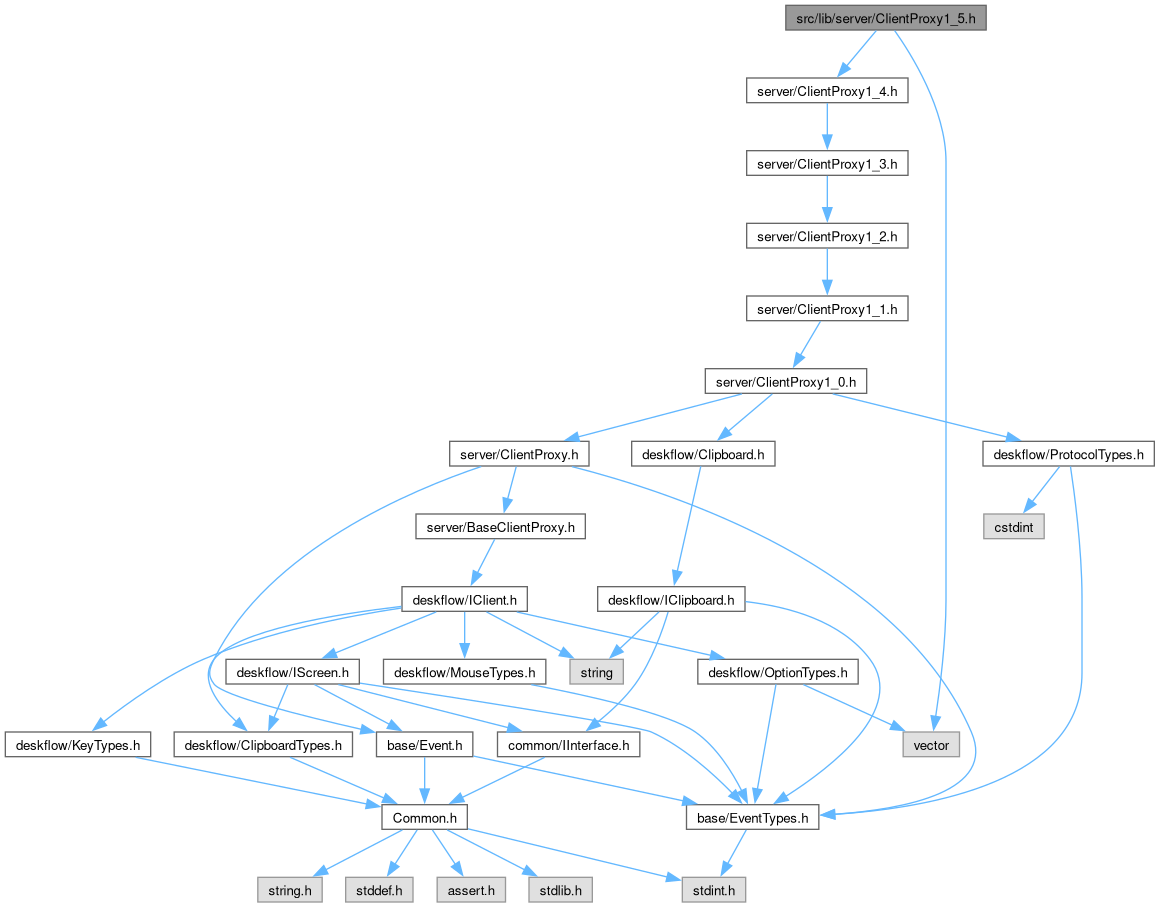 src/lib/server/ClientProxy1_5.h
server/ClientProxy1_4.h
server/ClientProxy1_3.h
server/ClientProxy1_2.h
server/ClientProxy1_1.h
server/ClientProxy1_0.h
server/ClientProxy.h
deskflow/Clipboard.h
deskflow/ProtocolTypes.h
server/BaseClientProxy.h
cstdint
deskflow/IClient.h
deskflow/IClipboard.h
deskflow/IScreen.h
deskflow/MouseTypes.h
string
deskflow/OptionTypes.h
deskflow/KeyTypes.h
deskflow/ClipboardTypes.h
base/Event.h
common/IInterface.h
vector
Common.h
base/EventTypes.h
string.h
stddef.h
assert.h
stdlib.h
stdint.h